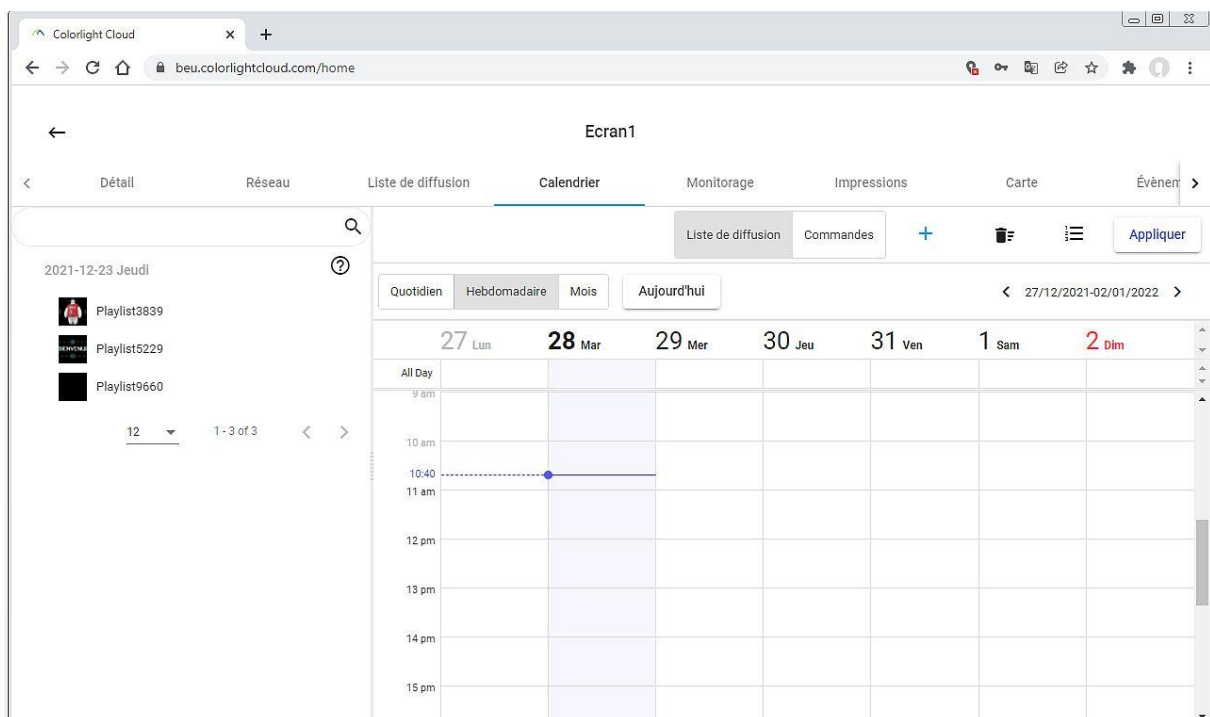 Colorlight Cloud
beu.colorlightcloud.com/home
Ecran1
Détail Réseau Liste de diffusion Calendrier Monitorage Impressions Carte Évènem
Liste de diffusion Commandes Appliquer
2021-12-23 Jeudi
Quotidien Hebdomadaire Mois Aujourd'hui 27/12/2021-02/01/2022
Playlist3839
BIENVENUE
Playlist5229
Playlist9660
12 1 - 3 of 3
27 Lun 28 Mar 29 Mer 30 Jeu 31 Ven 1 Sam 2 Dim
All Day
9 am
10 am
10:40
11 am
12 pm
13 pm
14 pm
15 pm